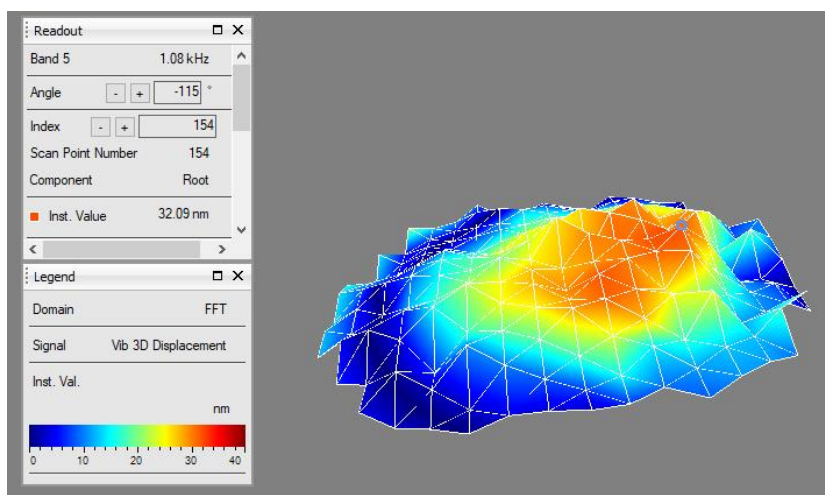 Readout
Band 5 1.08 kHz
Angle - + -115 °
Index - + 154
Scan Point Number 154
Component Root
Inst. Value 32.09 nm
Legend
Domain FFT
Signal Vib 3D Displacement
Inst. Val.
nm
0 10 20 30 40